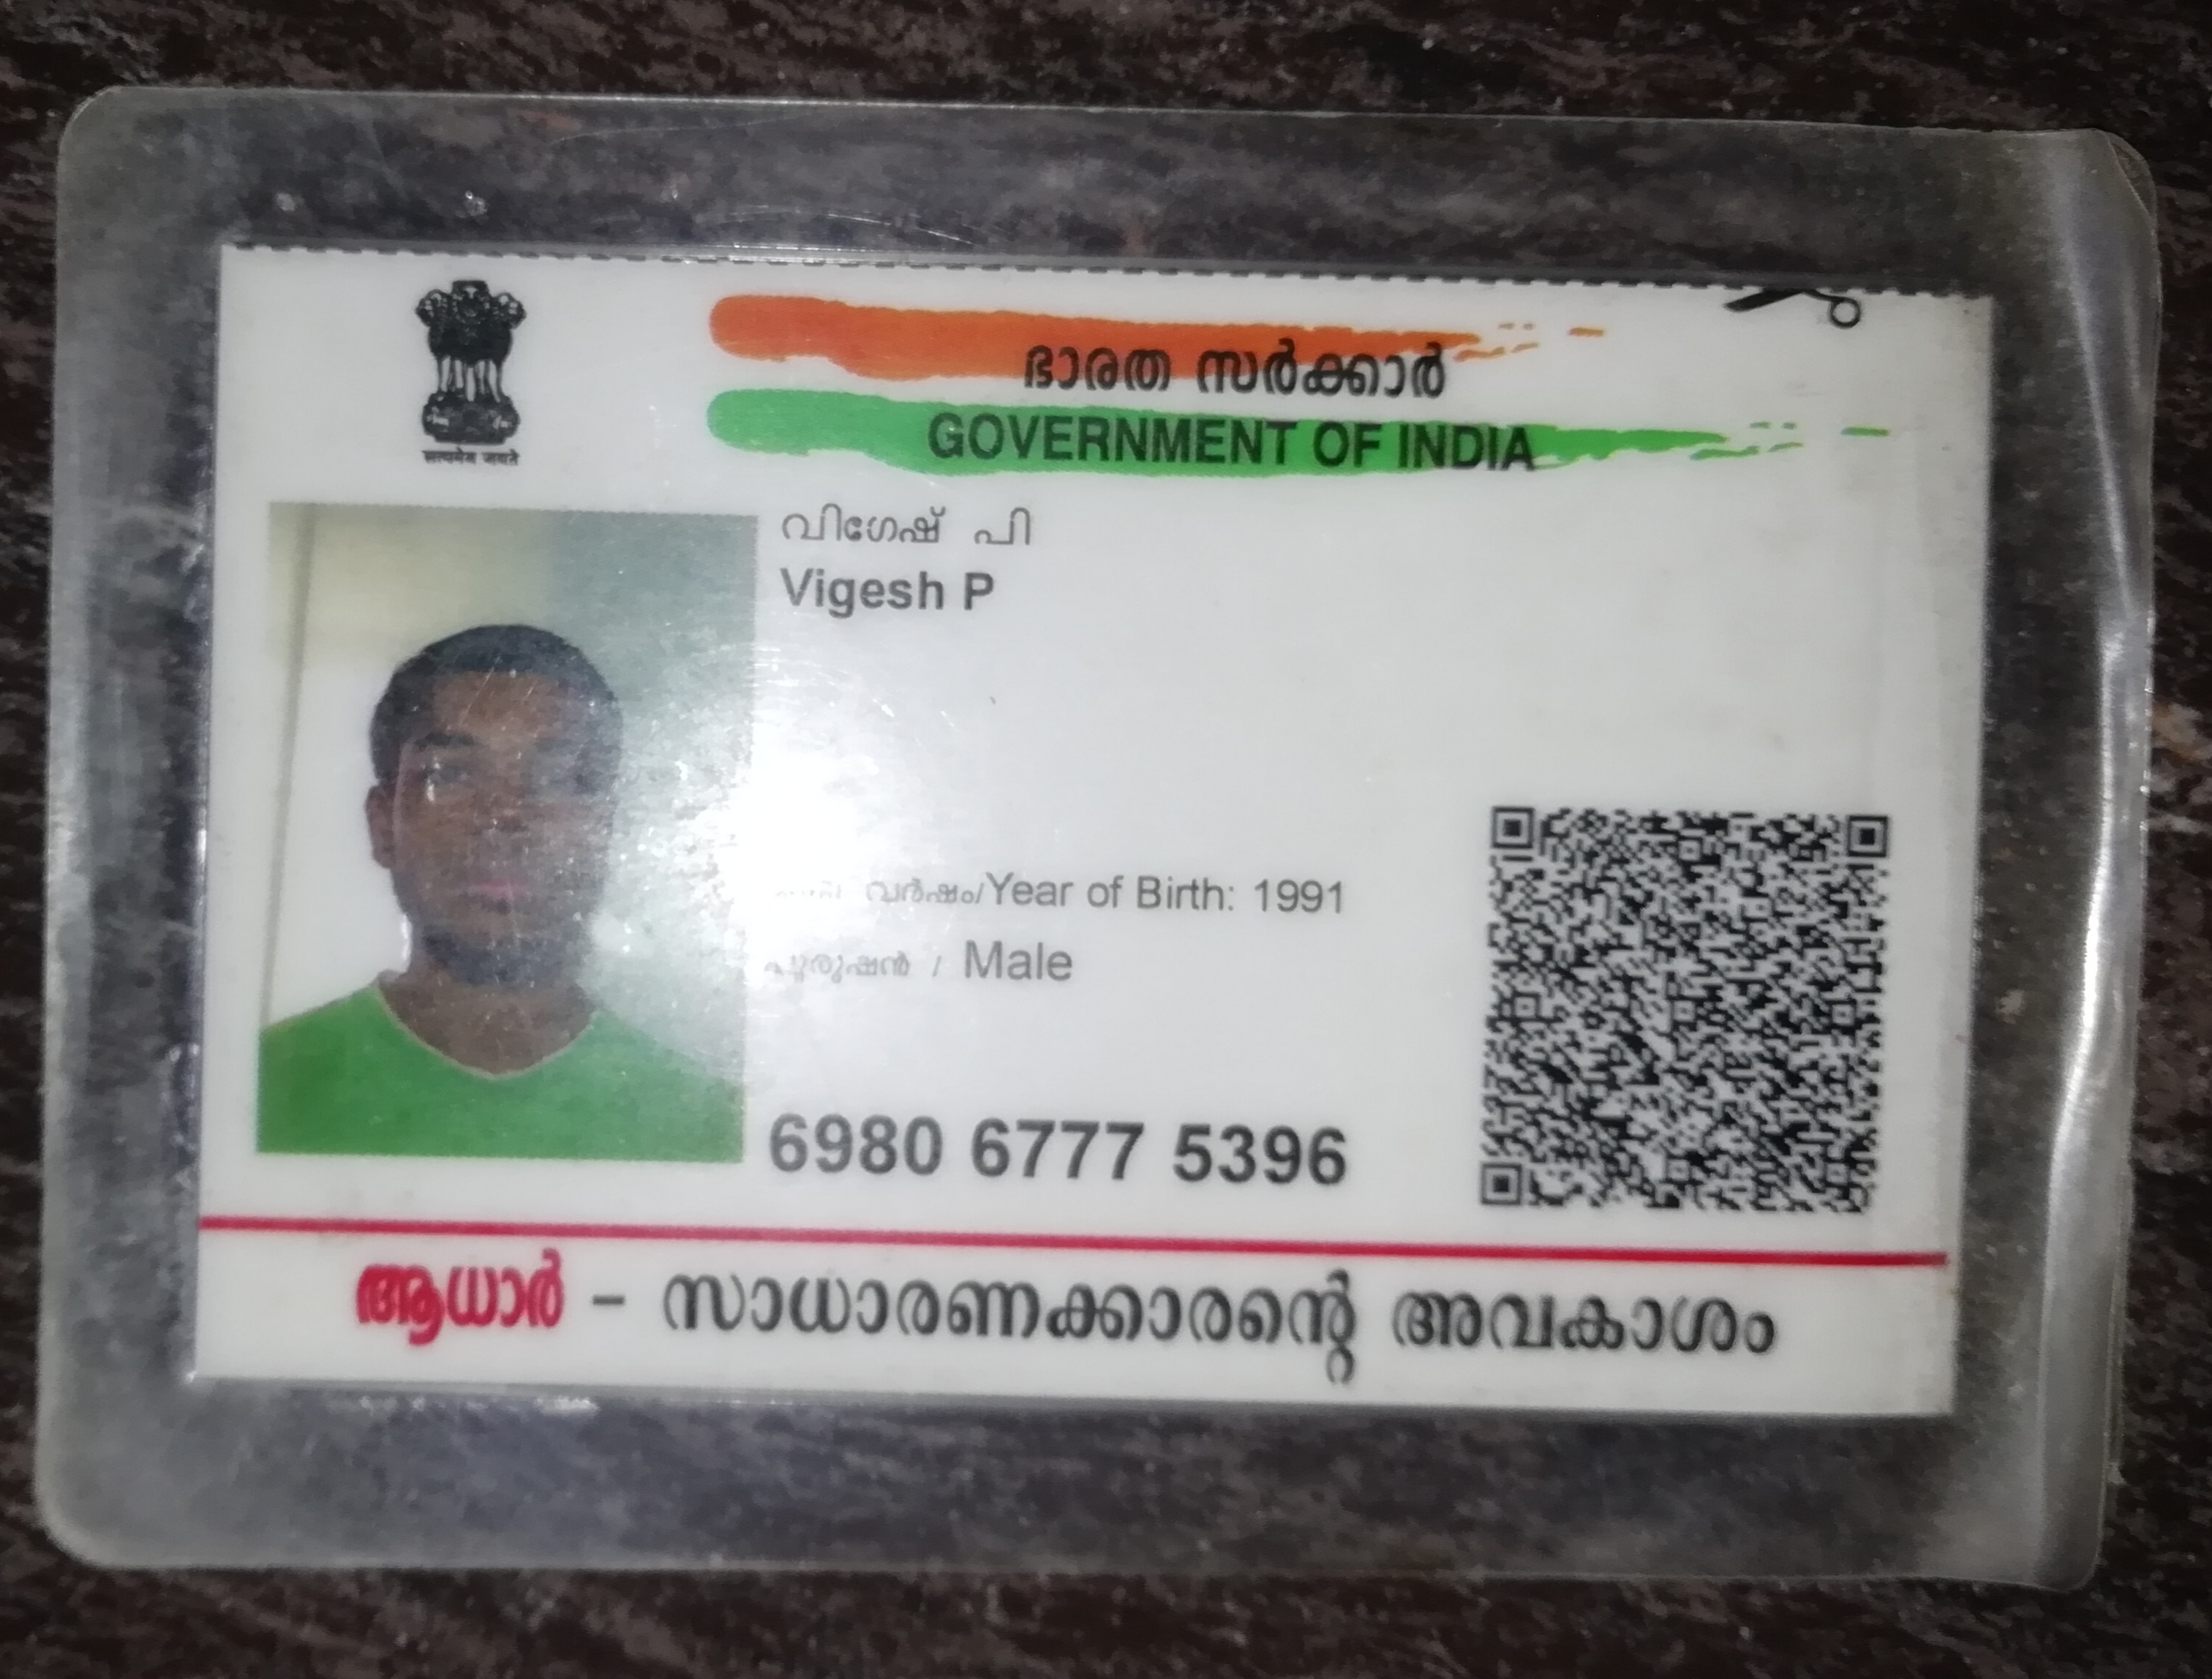 ഭാരത സർക്കാർ
GOVERNMENT OF INDIA
सत्यमेव जयते
വിഗേഷ് പി
Vigesh P
വർഷം/Year of Birth: 1991
പുരുഷൻ / Male
6980 6777 5396
ആധാർ - സാധാരണക്കാരന്റെ അവകാശം